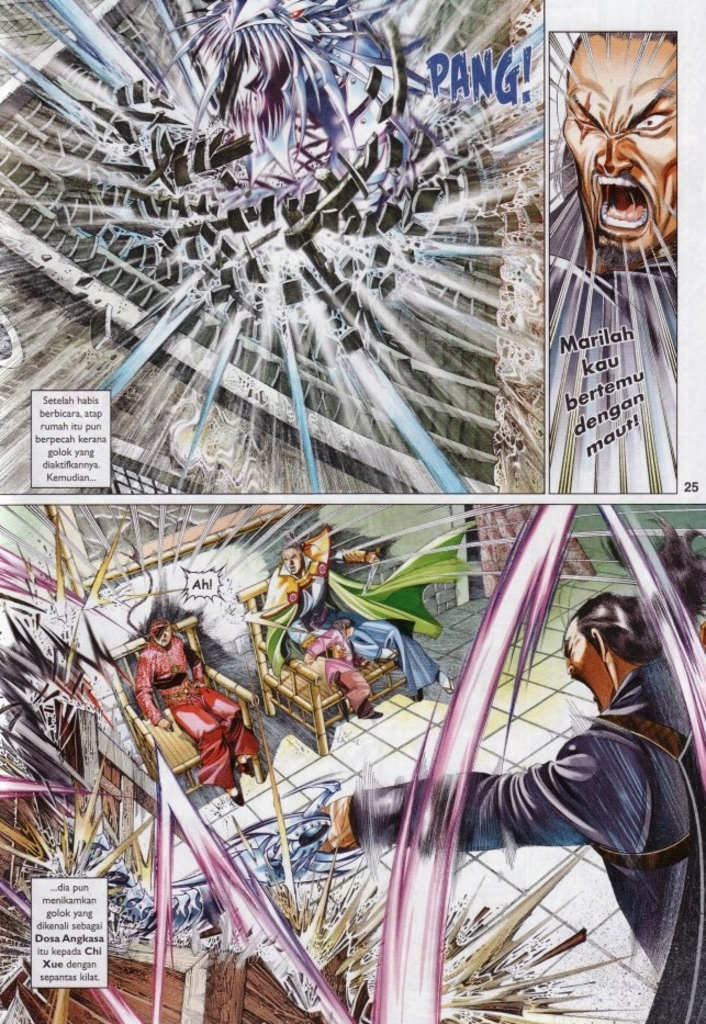 PANG!
Setelah habis
berbicara, atap
rumah itu pun
berpecah kerana
golok yang
diaktifkannya.
Kemudian...
Marilah
kau
bertemu
dengan
maut!
25
Ah!
...dia pun
menikamkan
golok yang
dikenali sebagai
Dosa Angkasa
itu kepada Chi
Xue dengan
sepantas kilat.